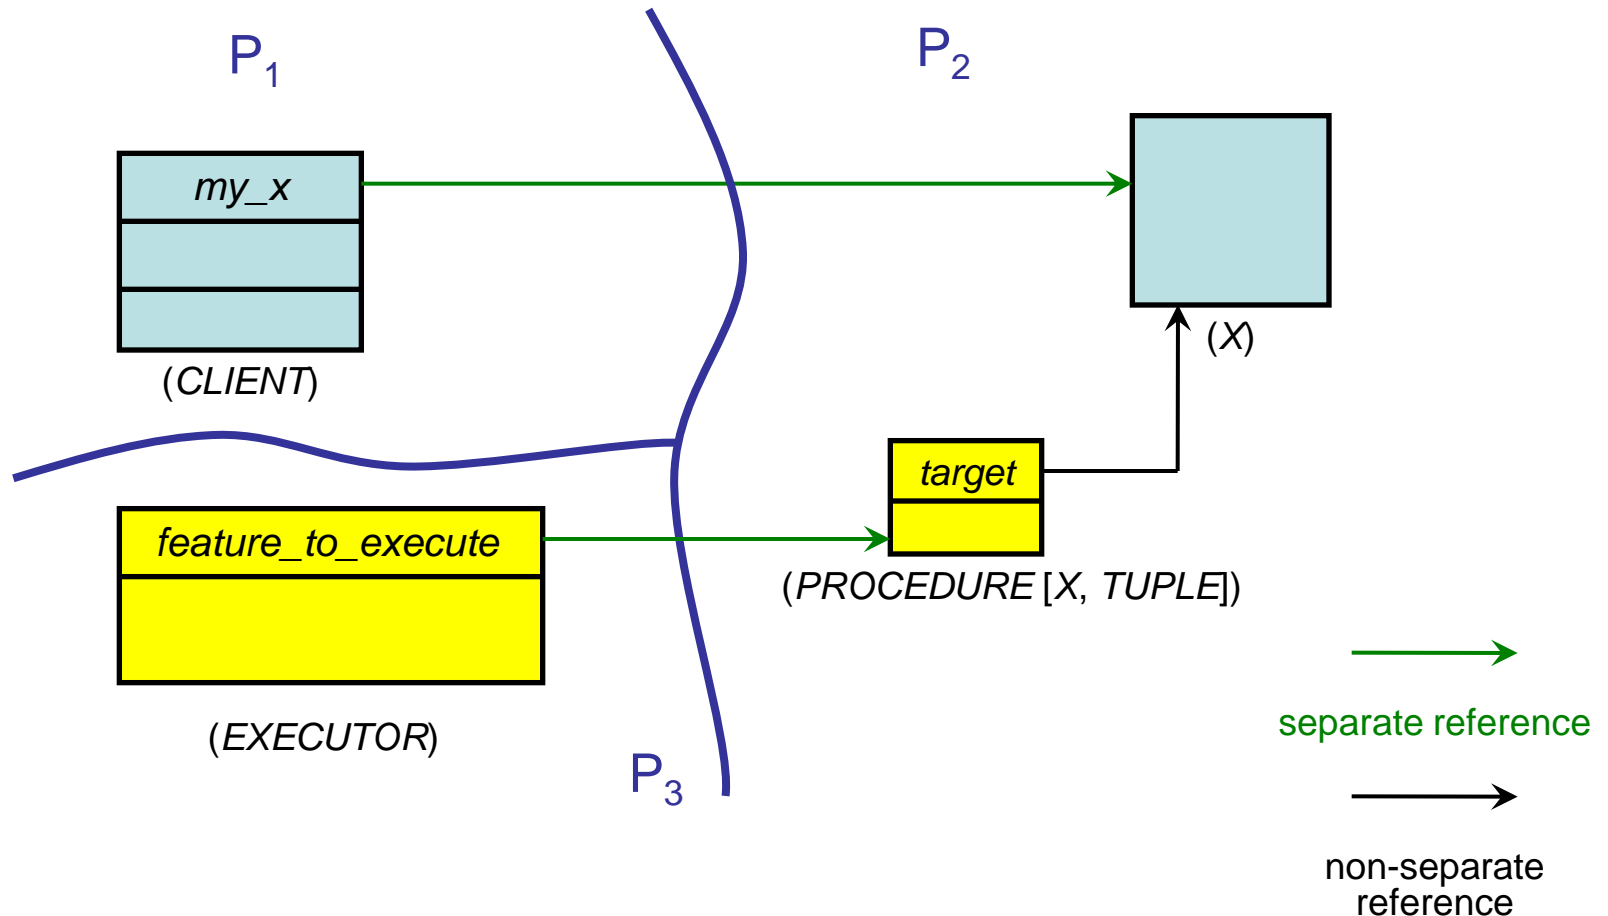 P1
P2
my_x
(X)
(CLIENT)
target
feature_to_execute
(PROCEDURE [X, TUPLE])
(EXECUTOR)
P3
separate reference
non-separate
reference